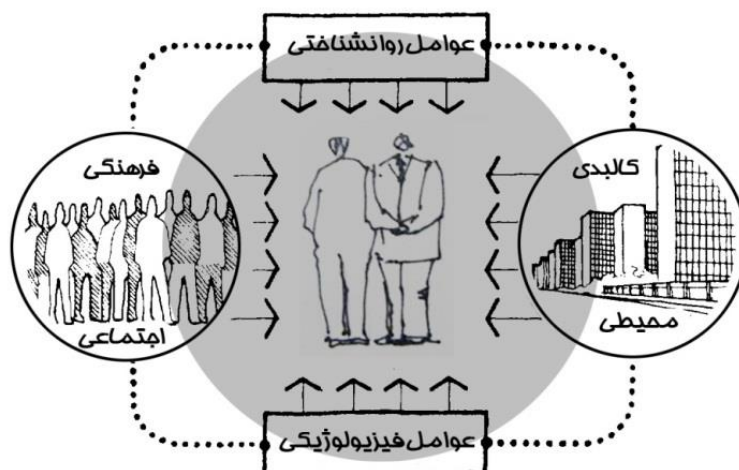 عوامل روانشناختی
کالبدی
محیطی
فرهنگی
اجتماعی
عوامل فیزیولوژیکی